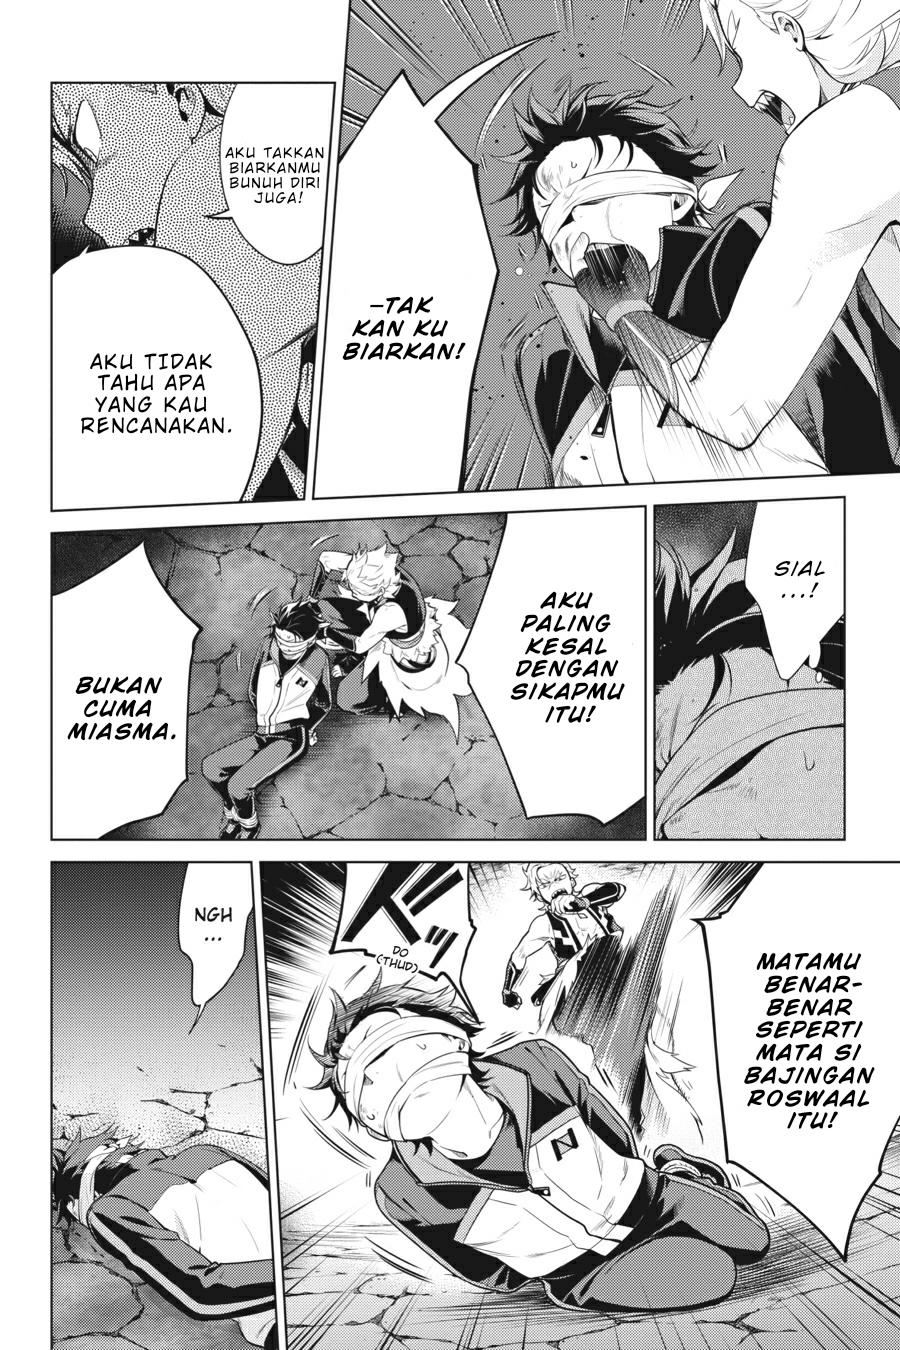 –TAK
KAN KU
BIARKAN!
AKU TAKKAN
BIARKANMU
BUNUH DIRI
JUGA!
AKU TIDAK
TAHU APA
YANG KAU
RENCANAKAN.
SIAL
...!
AKU
PALING
KESAL
DENGAN
SIKAPMU
ITU!
BUKAN
CUMA
MIASMA.
MATAMU
BENAR-
BENAR
SEPERTI
MATA SI
BAJINGAN
ROSWAAL
ITU!
ドッ
DO
(THUD)
NGH
...